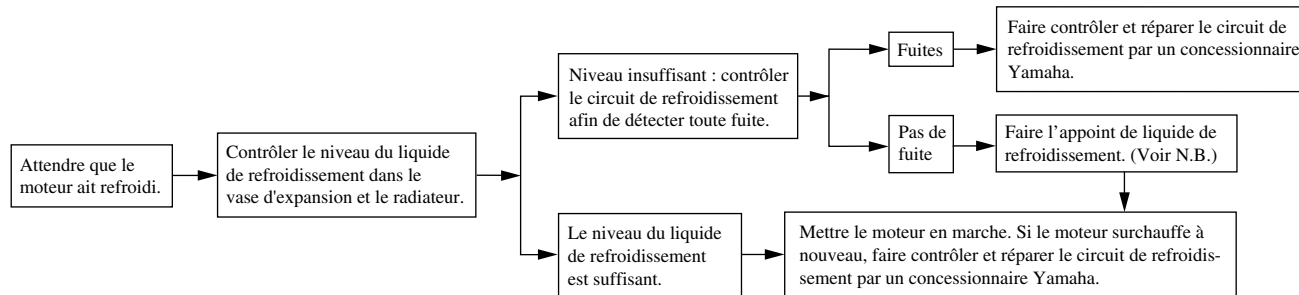 Attendre que le
moteur ait refroidi.
Contrôler le niveau du liquide
de refroidissement dans le
vase d'expansion et le radiateur.
Niveau insuffisant : contrôler
le circuit de refroidissement
afin de détecter toute fuite.
Fuites
Faire contrôler et réparer le circuit de
refroidissement par un concessionnaire
Yamaha.
Pas de
fuite
Faire l’appoint de liquide de
refroidissement. (Voir N.B.)
Le niveau du liquide
de refroidissement
est suffisant.
Mettre le moteur en marche. Si le moteur surchauffe à
nouveau, faire contrôler et réparer le circuit de refroidis-
sement par un concessionnaire Yamaha.